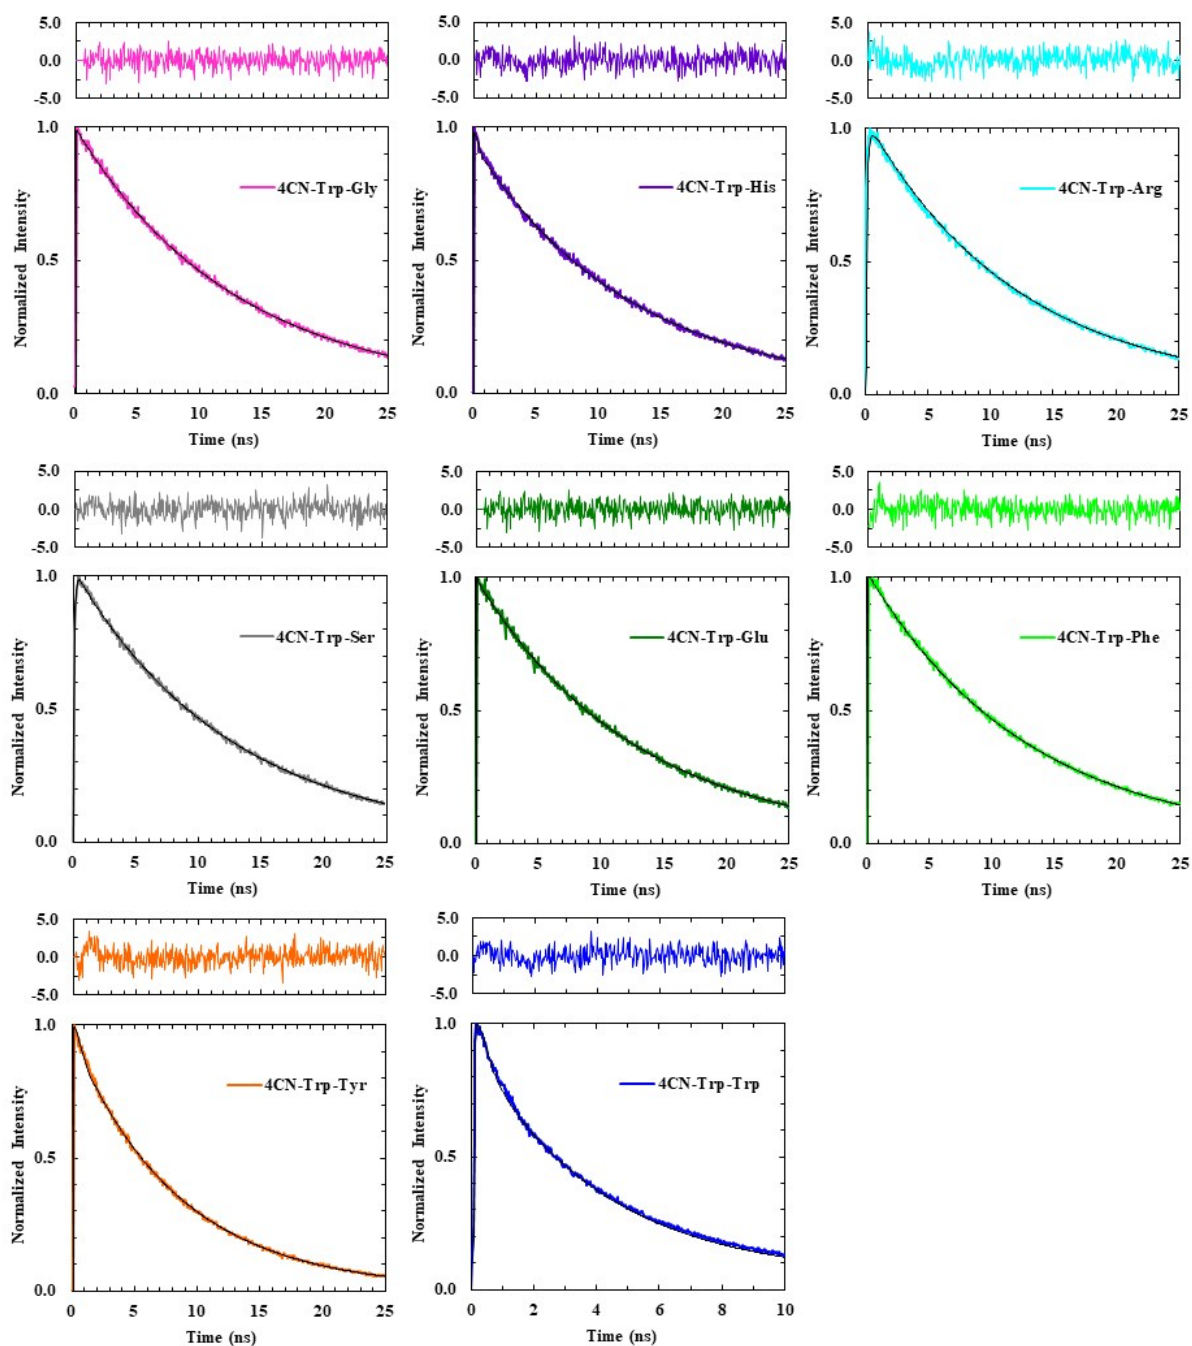 5.0 5.0 5.0
0.0 0.0 0.0
-5.0 -5.0 -5.0
1.0 1.0 1.0
4CN-Trp-Gly 4CN-Trp-His 4CN-Trp-Arg
Normalized Intensity Normalized Intensity Normalized Intensity
0.5 0.5 0.5
0.0 0.0 0.0
0 5 10 15 20 25 0 5 10 15 20 25 0 5 10 15 20 25
Time (ns) Time (ns) Time (ns)
5.0 5.0 5.0
0.0 0.0 0.0
-5.0 -5.0 -5.0
1.0 1.0 1.0
4CN-Trp-Ser 4CN-Trp-Glu 4CN-Trp-Phe
Normalized Intensity Normalized Intensity Normalized Intensity
0.5 0.5 0.5
0.0 0.0 0.0
0 5 10 15 20 25 0 5 10 15 20 25 0 5 10 15 20 25
Time (ns) Time (ns) Time (ns)
5.0 5.0
0.0 0.0
-5.0 -5.0
1.0 1.0
4CN-Trp-Tyr 4CN-Trp-Trp
Normalized Intensity Normalized Intensity
0.5 0.5
0.0 0.0
0 5 10 15 20 25 0 2 4 6 8 10
Time (ns) Time (ns)